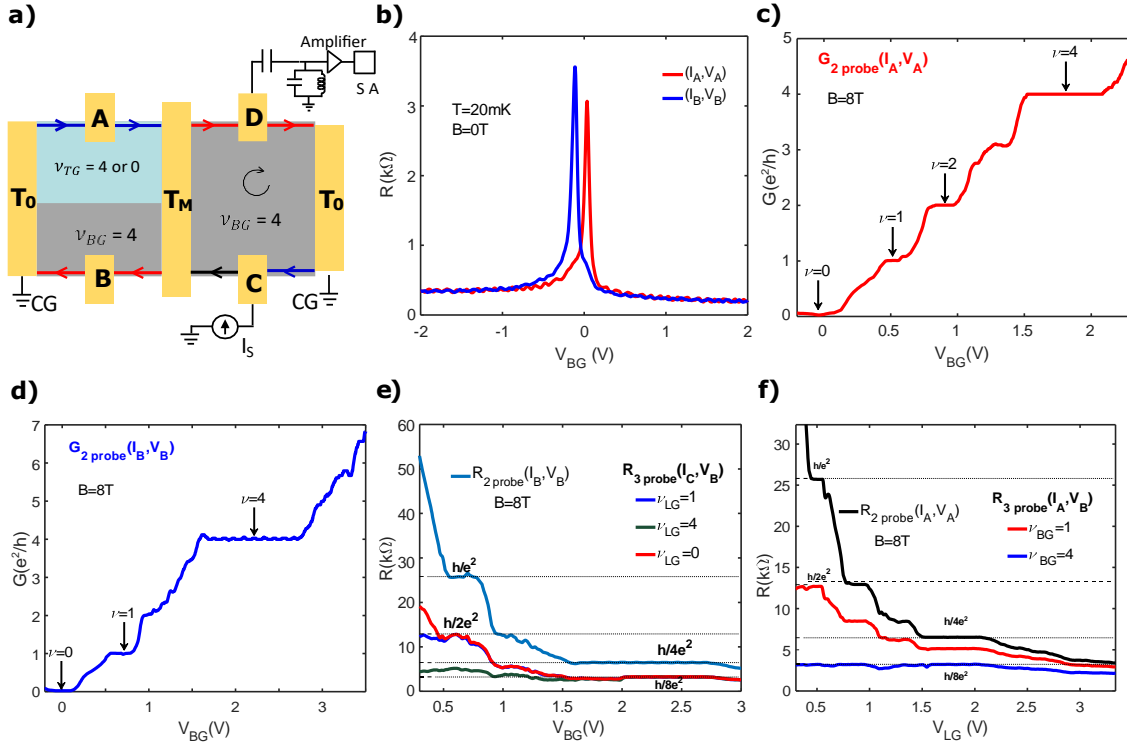 a)
Amplifier
S A
A
D
ν_TG = 4 or 0
T₀
T_M
T₀
ν_BG = 4
ν_BG = 4
B
C
CG
CG
I_S
b)
(I_A,V_A)
(I_B,V_B)
T=20mK
B=0T
R(kΩ)
4
3
2
1
0
-2
-1
0
1
2
V_BG (V)
c)
G_2 probe(I_A,V_A)
B=8T
ν=4
ν=2
ν=1
ν=0
G(e²/h)
5
4
3
2
1
0
0
0.5
1
1.5
2
V_BG(V)
d)
G_2 probe(I_B,V_B)
B=8T
ν=4
ν=1
ν=0
G(e²/h)
7
6
5
4
3
2
1
0
0
1
2
3
V_BG(V)
e)
R_2 probe(I_B,V_B)
B=8T
R_3 probe(I_C,V_B)
ν_LG=1
ν_LG=4
ν_LG=0
h/e²
h/2e²
h/4e²
h/8e²
R(kΩ)
60
50
40
30
20
10
0
0.5
1
1.5
2
2.5
3
V_BG(V)
f)
h/e²
R_2 probe(I_A,V_A)
B=8T
R_3 probe(I_A,V_B)
ν_BG=1
ν_BG=4
h/2e²
h/4e²
h/8e²
R(kΩ)
30
25
20
15
10
5
0
0.5
1
1.5
2
2.5
3
V_LG(V)